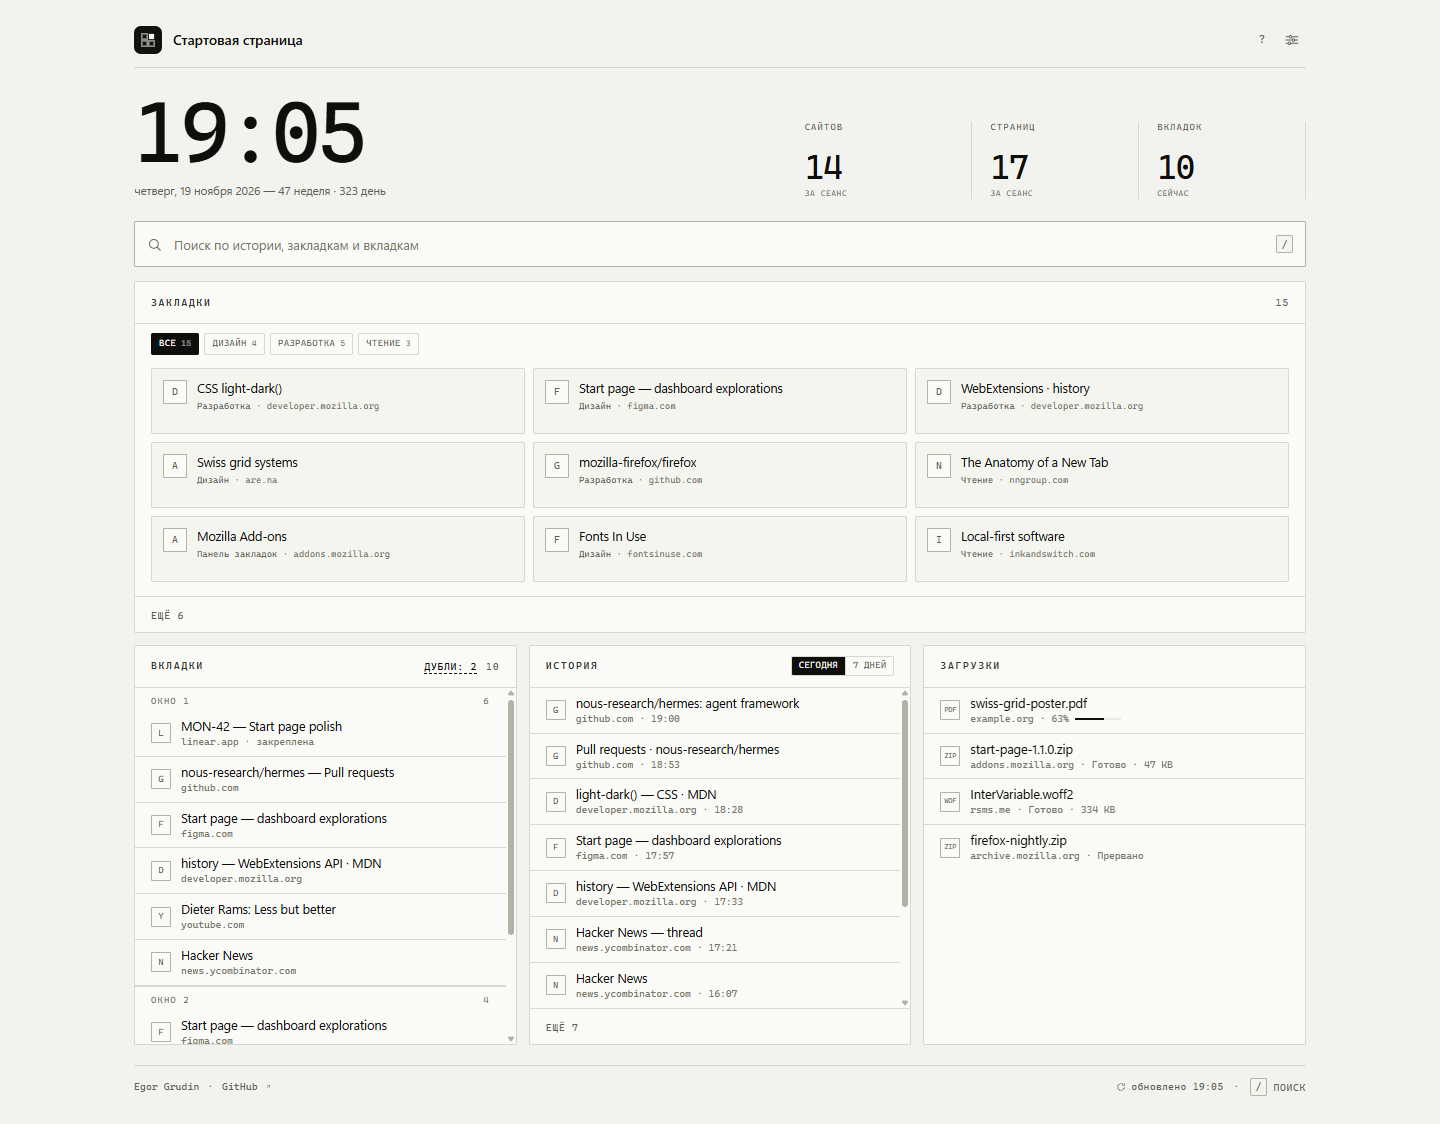 Стартовая страница
?
19:05
четверг, 19 ноября 2026 — 47 неделя · 323 день
САЙТОВ
14
ЗА СЕАНС
СТРАНИЦ
17
ЗА СЕАНС
ВКЛАДОК
10
СЕЙЧАС
Поиск по истории, закладкам и вкладкам
/
ЗАКЛАДКИ
15
ВСЕ 15
ДИЗАЙН 4
РАЗРАБОТКА 5
ЧТЕНИЕ 3
D
CSS light-dark()
Разработка · developer.mozilla.org
F
Start page — dashboard explorations
Дизайн · figma.com
D
WebExtensions · history
Разработка · developer.mozilla.org
A
Swiss grid systems
Дизайн · are.na
G
mozilla-firefox/firefox
Разработка · github.com
N
The Anatomy of a New Tab
Чтение · nngroup.com
A
Mozilla Add-ons
Панель закладок · addons.mozilla.org
F
Fonts In Use
Дизайн · fontsinuse.com
I
Local-first software
Чтение · inkandswitch.com
ЕЩЁ 6
ВКЛАДКИ
ДУБЛИ: 2
10
ОКНО 1
6
L
MON-42 — Start page polish
linear.app · закреплена
G
nous-research/hermes — Pull requests
github.com
F
Start page — dashboard explorations
figma.com
D
history — WebExtensions API · MDN
developer.mozilla.org
Y
Dieter Rams: Less but better
youtube.com
N
Hacker News
news.ycombinator.com
ОКНО 2
4
F
Start page — dashboard explorations
figma.com
ИСТОРИЯ
СЕГОДНЯ
7 ДНЕЙ
G
nous-research/hermes: agent framework
github.com · 19:00
G
Pull requests · nous-research/hermes
github.com · 18:53
D
light-dark() — CSS · MDN
developer.mozilla.org · 18:28
F
Start page — dashboard explorations
figma.com · 17:57
D
history — WebExtensions API · MDN
developer.mozilla.org · 17:33
N
Hacker News — thread
news.ycombinator.com · 17:21
N
Hacker News
news.ycombinator.com · 16:07
ЕЩЁ 7
ЗАГРУЗКИ
PDF
swiss-grid-poster.pdf
example.org · 63%
ZIP
start-page-1.1.0.zip
addons.mozilla.org · Готово · 47 KB
WOF
InterVariable.woff2
rsms.me · Готово · 334 KB
ZIP
firefox-nightly.zip
archive.mozilla.org · Прервано
Egor Grudin · GitHub ↗
обновлено 19:05 · / ПОИСК